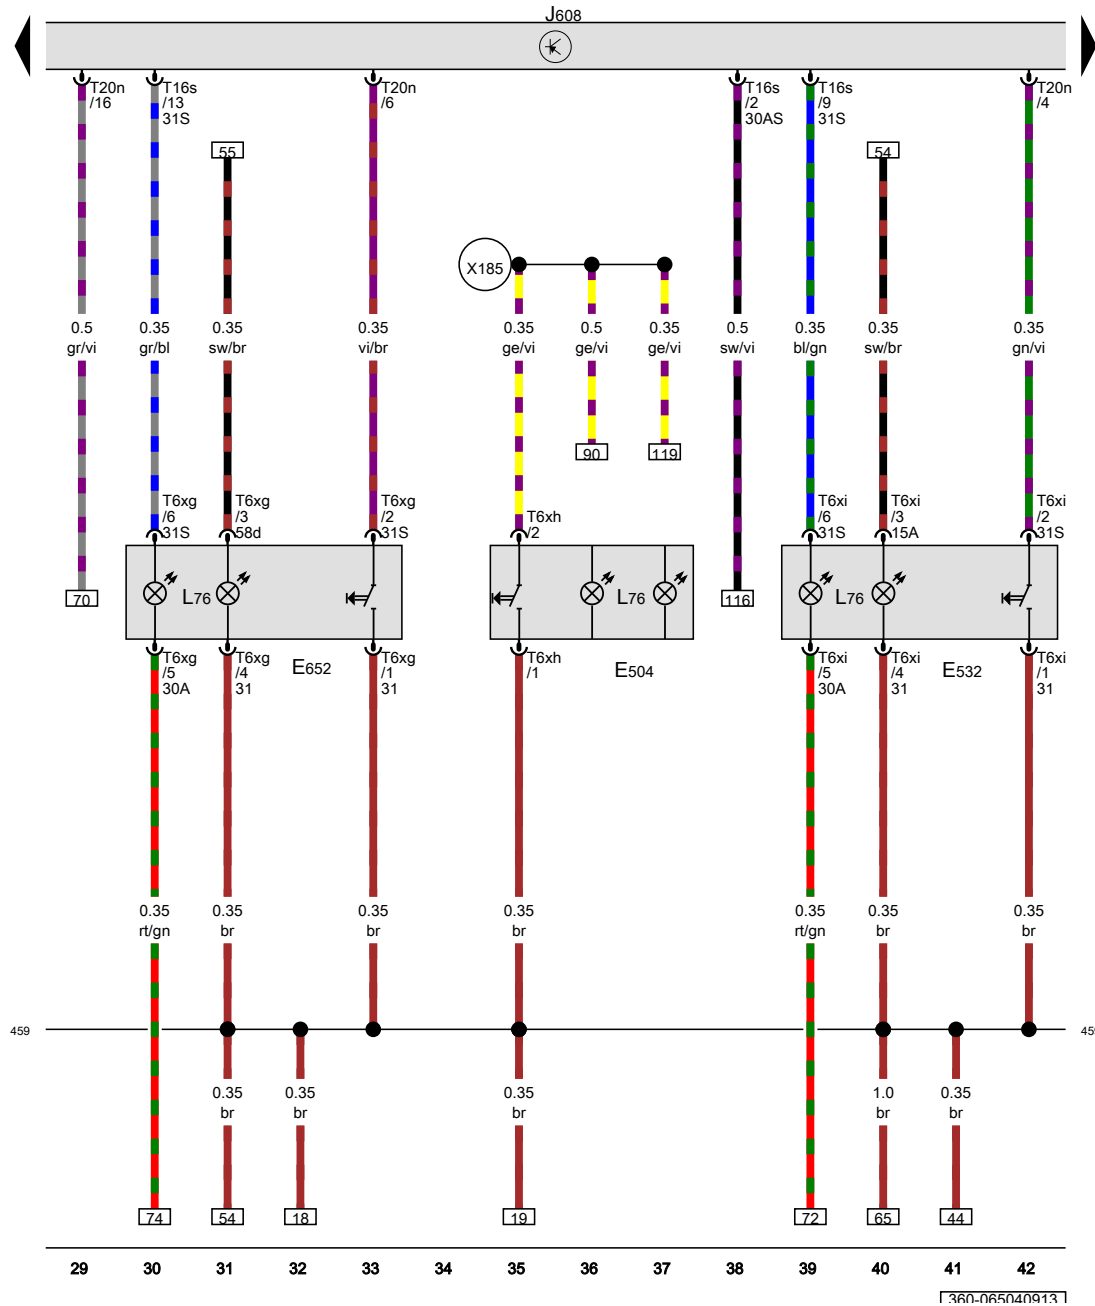 J608
T20n
/16
T16s
/13
31S
T20n
/6
T16s
/2
30AS
T16s
/9
31S
T20n
/4
55
54
X185
0.5
gr/vi
0.35
gr/bl
0.35
sw/br
0.35
vi/br
0.35
ge/vi
0.5
ge/vi
0.35
ge/vi
0.5
sw/vi
0.35
bl/gn
0.35
sw/br
0.35
gn/vi
90
119
T6xg
/6
31S
T6xg
/3
58d
T6xg
/2
31S
T6xh
/2
T6xi
/6
31S
T6xi
/3
15A
T6xi
/2
31S
70
L76
L76
116
L76
T6xg
/5
30A
T6xg
/4
31
E652
T6xg
/1
31
T6xh
/1
E504
T6xi
/5
30A
T6xi
/4
31
E532
T6xi
/1
31
0.35
rt/gn
0.35
br
0.35
br
0.35
br
0.35
rt/gn
0.35
br
0.35
br
459
0.35
br
0.35
br
0.35
br
1.0
br
0.35
br
74
54
18
19
72
65
44
29 30 31 32 33 34 35 36 37 38 39 40 41 42
360-065040913